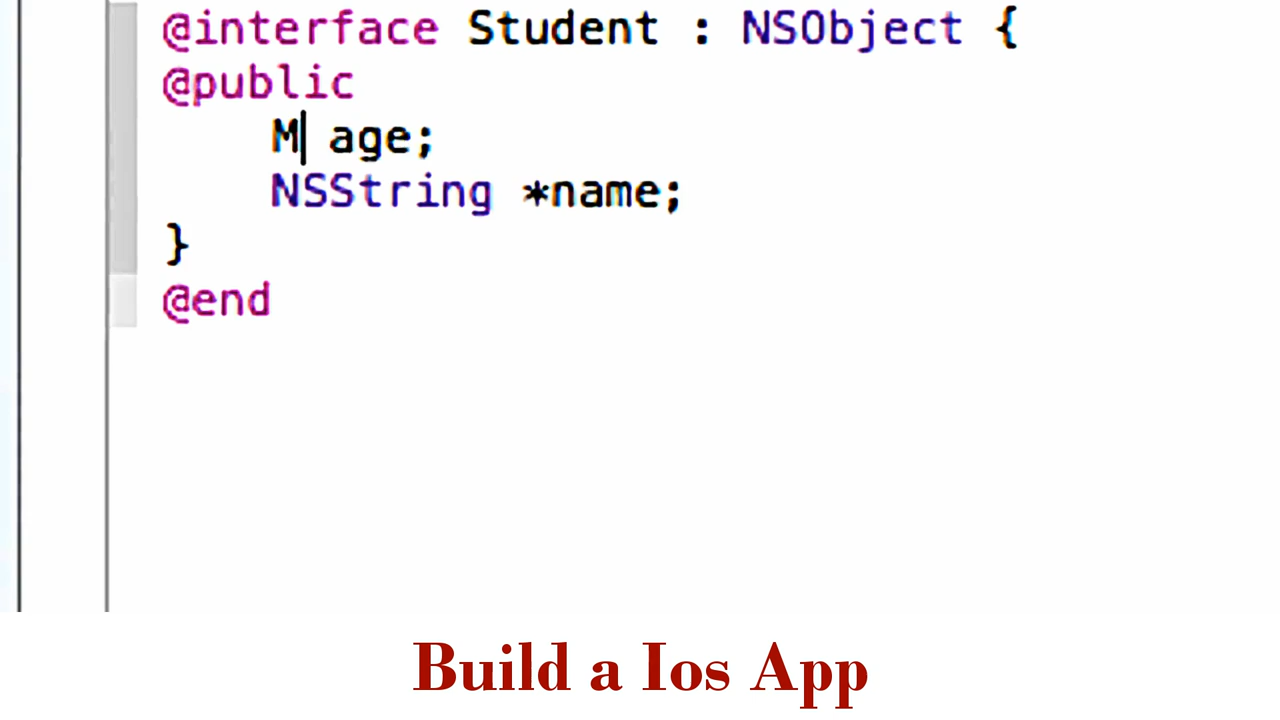 @interface Student : NSObject {
@public
M age;
NSString *name;
}
@end
Build a Ios App